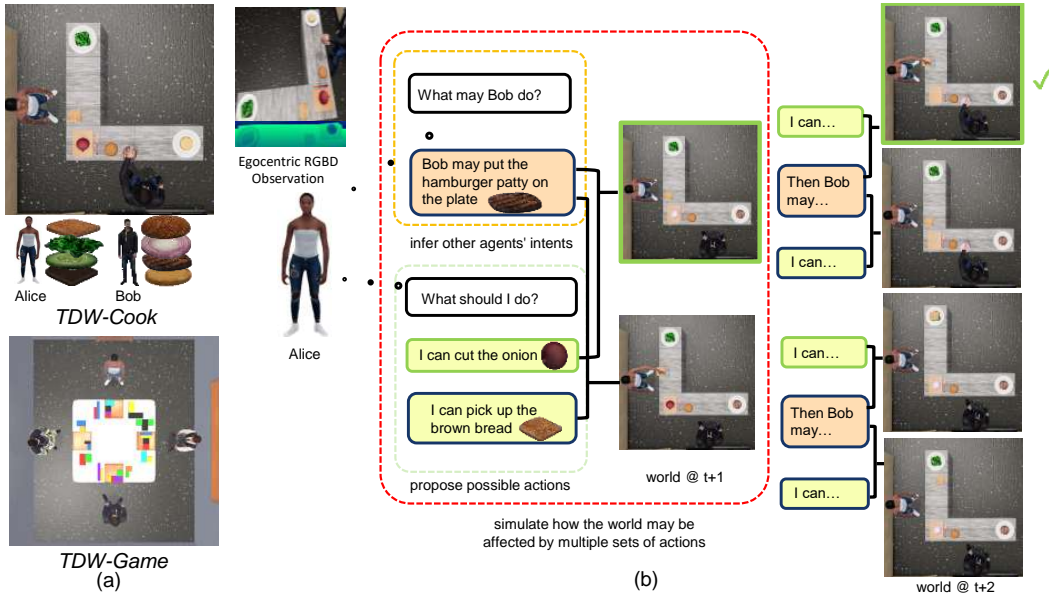 Alice
Bob
TDW-Cook
TDW-Game
(a)
Egocentric RGBD
Observation
Alice
What may Bob do?
Bob may put the
hamburger patty on
the plate
infer other agents' intents
What should I do?
I can cut the onion
I can pick up the
brown bread
propose possible actions
world @ t+1
simulate how the world may be
affected by multiple sets of actions
(b)
I can…
Then Bob
may…
I can…
I can…
Then Bob
may…
I can…
world @ t+2